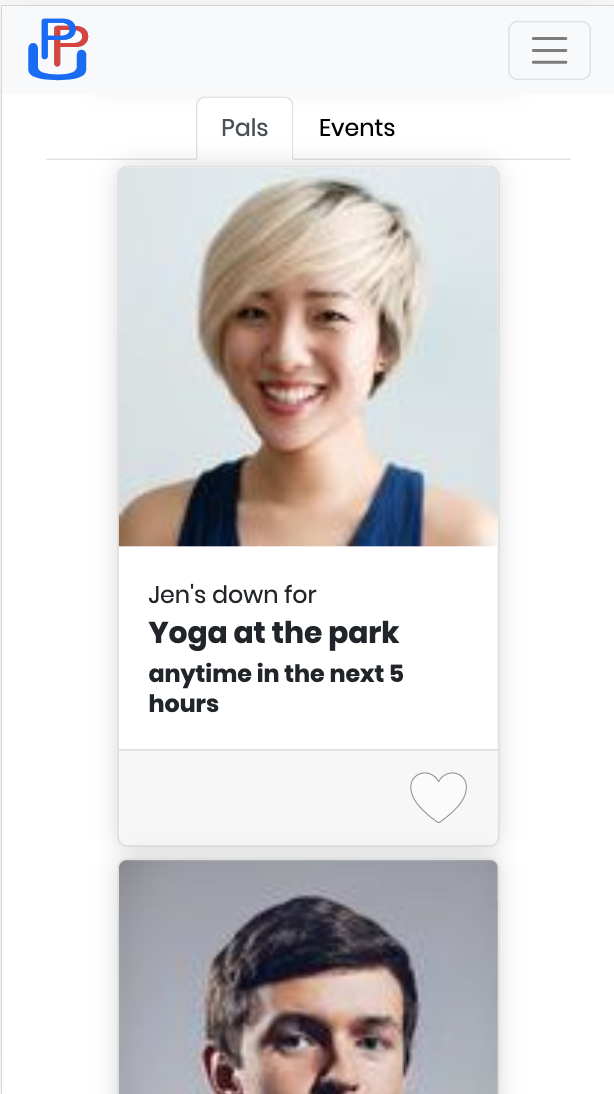 Pals Events
Jen's down for
Yoga at the park
anytime in the next 5
hours